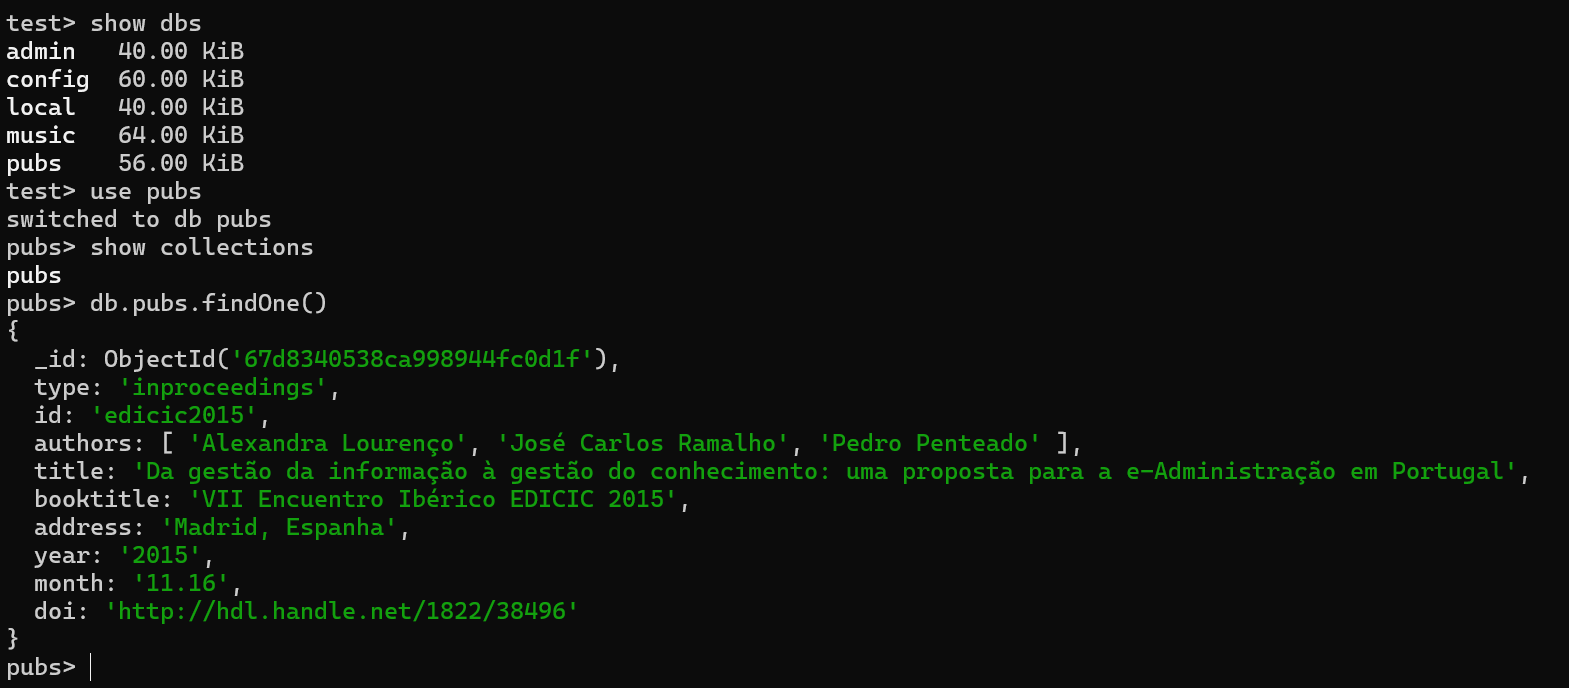 test> show dbs
admin   40.00 KiB
config  60.00 KiB
local   40.00 KiB
music   64.00 KiB
pubs    56.00 KiB
test> use pubs
switched to db pubs
pubs> show collections
pubs
pubs> db.pubs.findOne()
{
  _id: ObjectId('67d8340538ca998944fc0d1f'),
  type: 'inproceedings',
  id: 'edicic2015',
  authors: [ 'Alexandra Lourenço', 'José Carlos Ramalho', 'Pedro Penteado' ],
  title: 'Da gestão da informação à gestão do conhecimento: uma proposta para a e-Administração em Portugal',
  booktitle: 'VII Encuentro Ibérico EDICIC 2015',
  address: 'Madrid, Espanha',
  year: '2015',
  month: '11.16',
  doi: 'http://hdl.handle.net/1822/38496'
}
pubs>